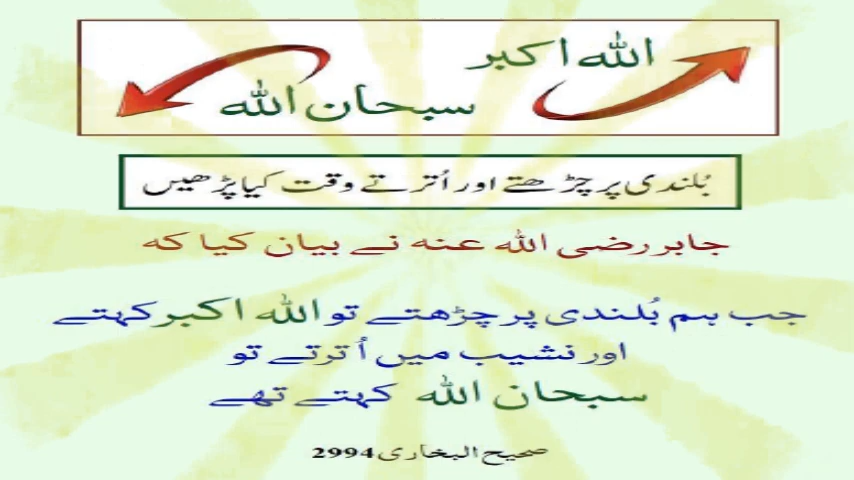 اللہ اکبر
سبحان اللہ
بُلندی پر چڑھتے اور اُترتے وقت کیا پڑھیں
جابر رضی اللہ عنہ نے بیان کیا کہ
جب ہم بُلندی پر چڑھتے تو اللہ اکبر کہتے
اور نشیب میں اُترتے تو
سبحان اللہ کہتے تھے
صحیح البخاری 2994